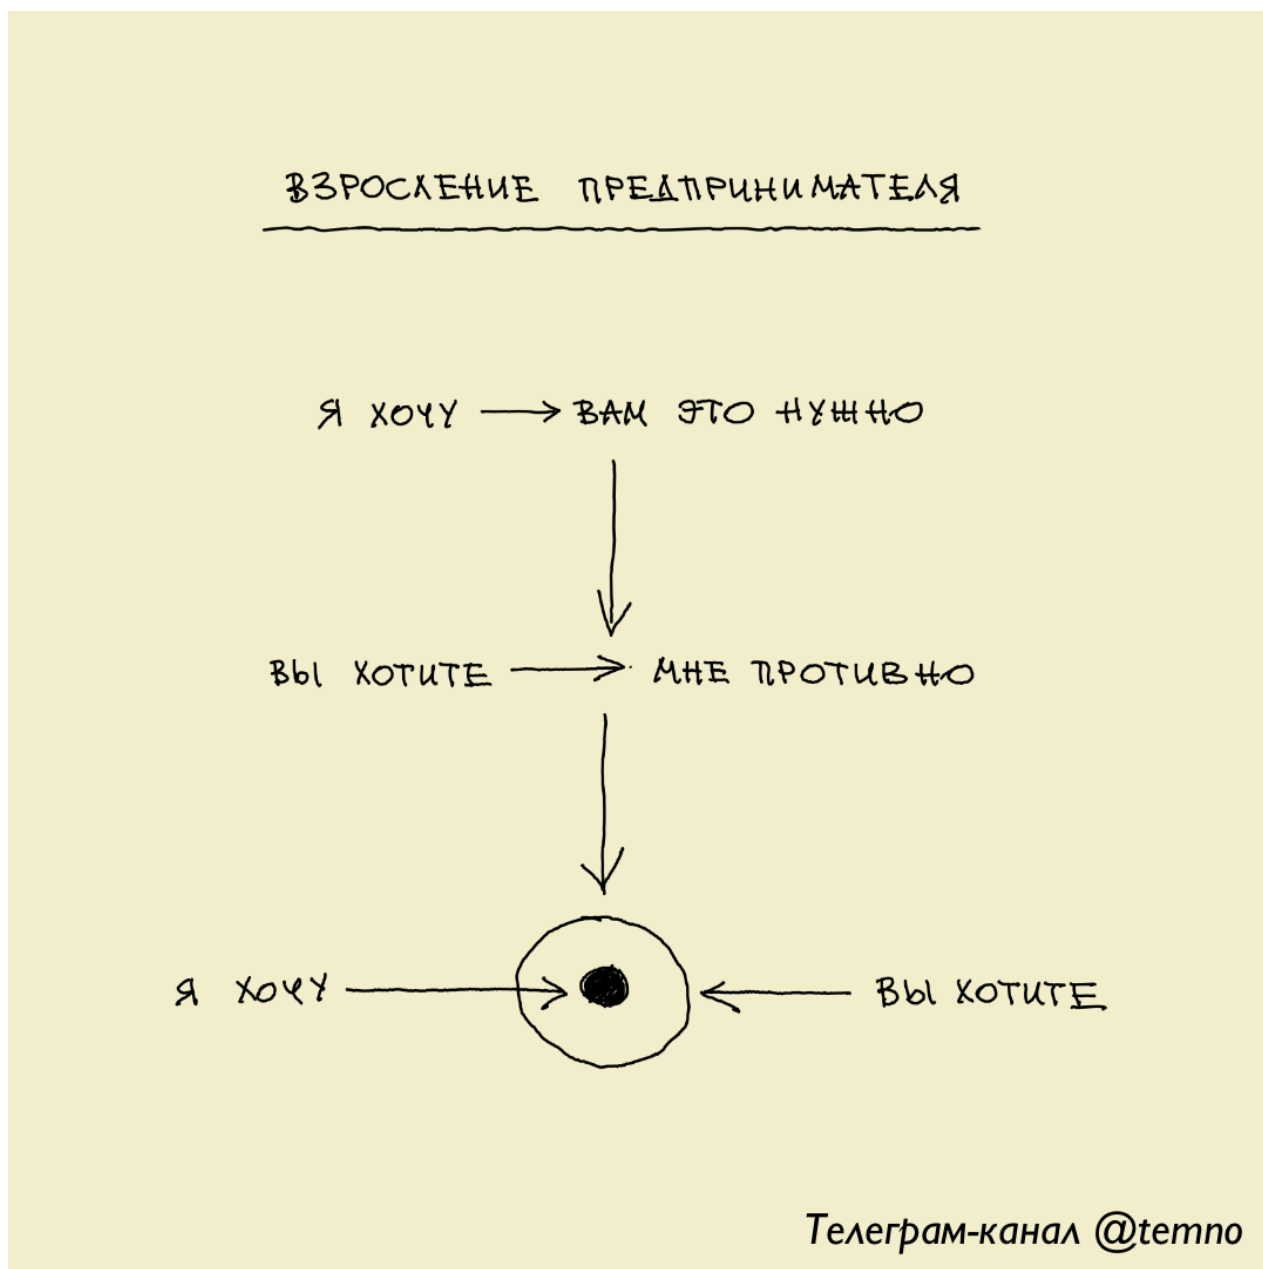 ВЗРОСЛЕНИЕ ПРЕДПРИНИМАТЕЛЯ
Я ХОЧУ → ВАМ ЭТО НУЖНО
ВЫ ХОТИТЕ → МНЕ ПРОТИВНО
Я ХОЧУ → ← ВЫ ХОТИТЕ
Телеграм-канал @temno